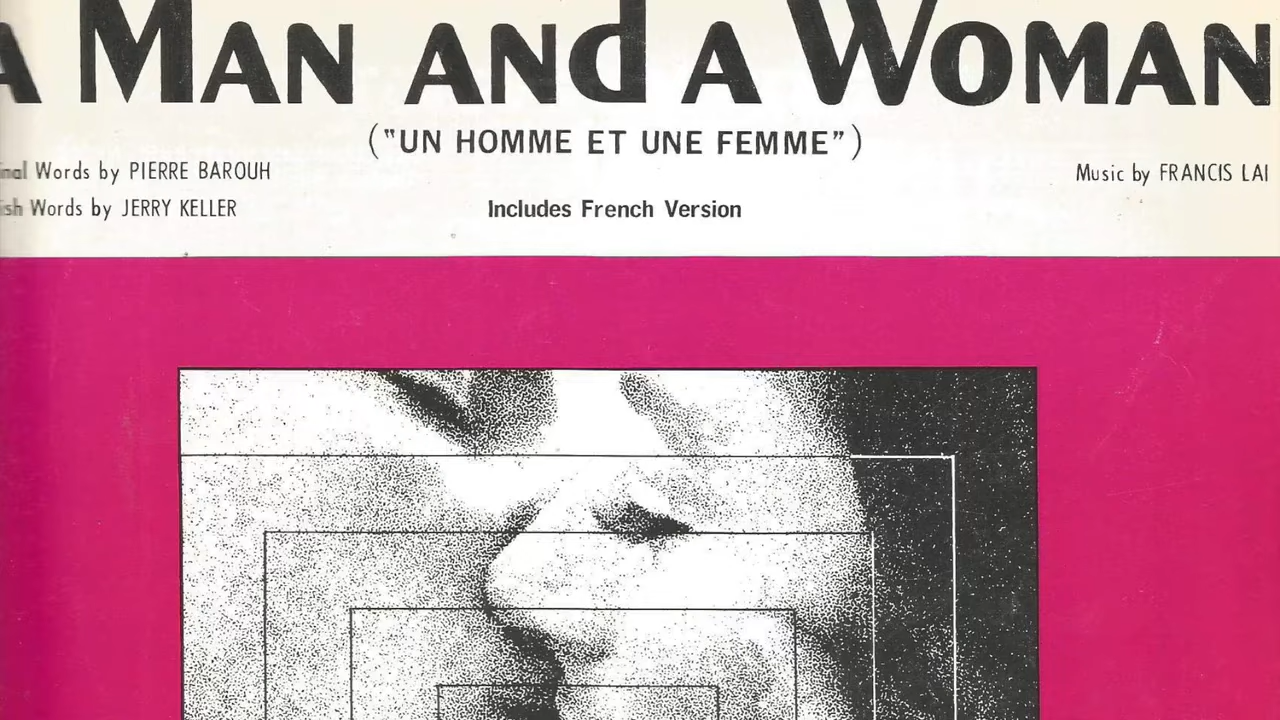 A MAN AND A WOMAN
("UN HOMME ET UNE FEMME")
Words by PIERRE BAROUH
Music by FRANCIS LAI
Words by JERRY KELLER
Includes French Version